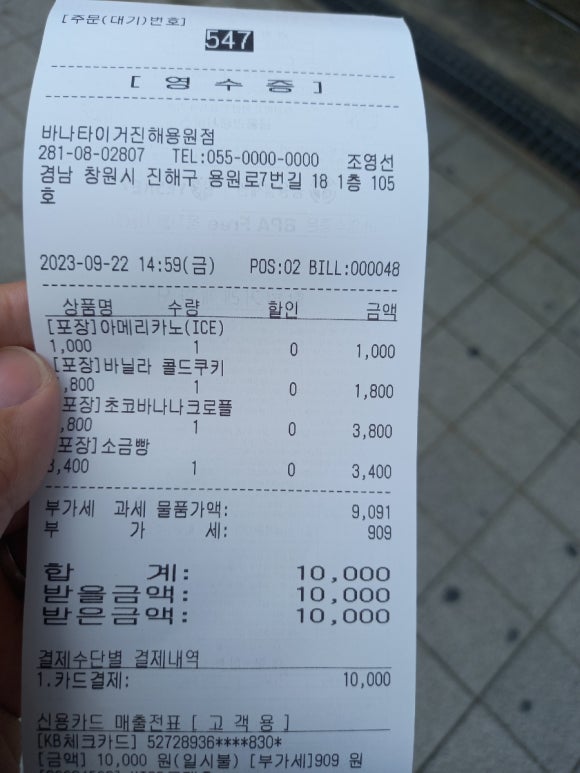 [주문(대기)번호]
547
[ 영 수 증 ]
바나타이거진해용원점
281-08-02807 TEL:055-0000-0000 조영선
경남 창원시 진해구 용원로7번길 18 1층 105
호
2023-09-22 14:59(금) POS:02 BILL:000048
상품명 수량 할인 금액
[포장]아메리카노(ICE)
1,000 1 0 1,000
[포장]바닐라 콜드쿠키
,800 1 0 1,800
포장]초코바나나크로플
,800 1 0 3,800
포장]소금빵
3,400 1 0 3,400
부가세 과세 물품가액: 9,091
부 가 세: 909
합 계: 10,000
받을금액: 10,000
받은금액: 10,000
결제수단별 결제내역
1.카드결제: 10,000
신용카드 매출전표 [ 고 객 용 ]
[KB체크카드] 52728936****830*
[금액] 10,000 원(일시불) [부가세]909 원